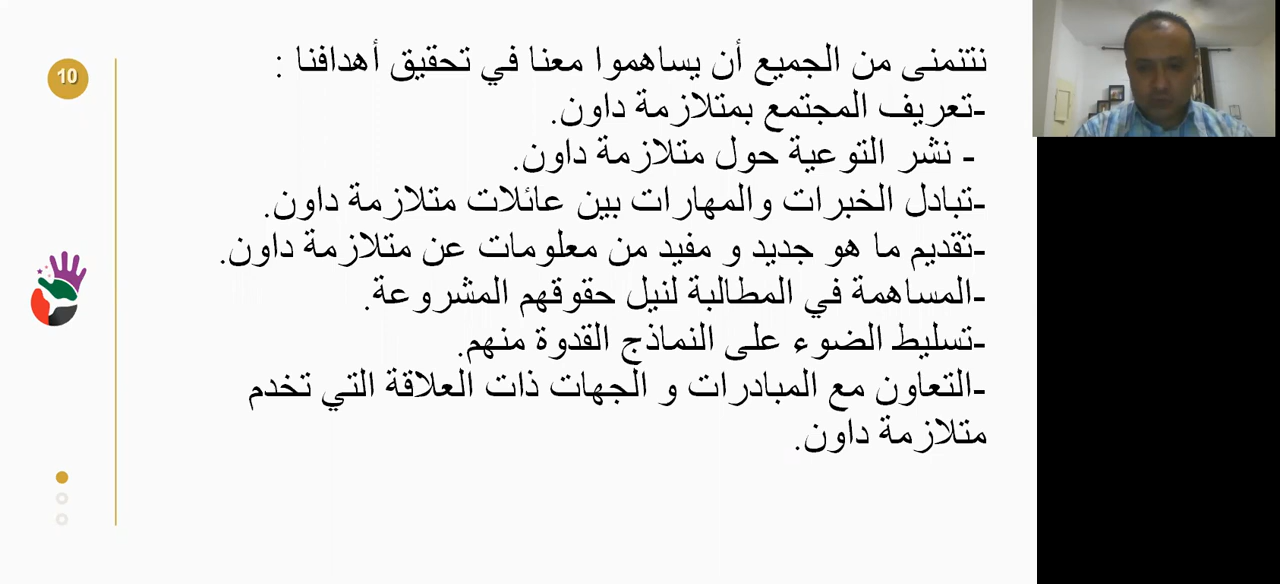 نتتمنى من الجميع أن يساهموا معنا في تحقيق أهدافنا :
-تعريف المجتمع بمتلازمة داون.
- نشر التوعية حول متلازمة داون.
-تبادل الخبرات والمهارات بين عائلات متلازمة داون.
-تقديم ما هو جديد و مفيد من معلومات عن متلازمة داون.
-المساهمة في المطالبة لنيل حقوقهم المشروعة.
-تسليط الضوء على النماذج القدوة منهم.
-التعاون مع المبادرات و الجهات ذات العلاقة التي تخدم
متلازمة داون.
10